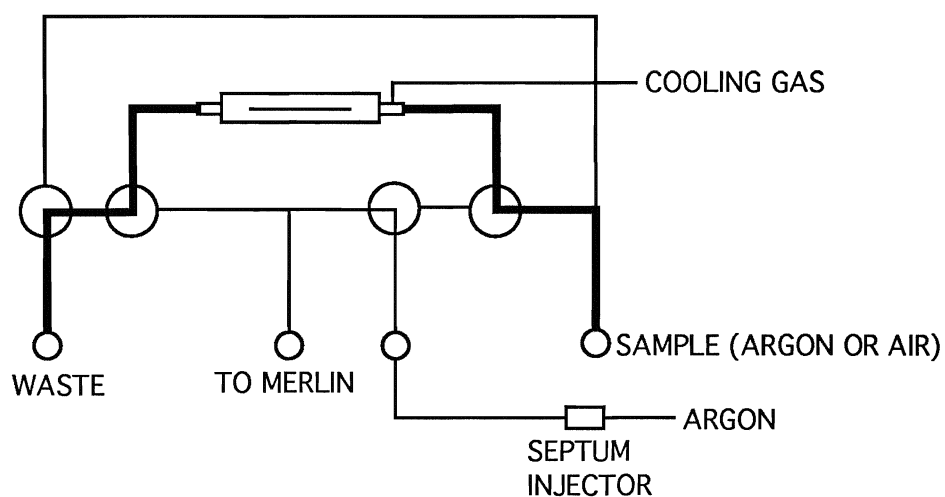 COOLING GAS
WASTE
TO MERLIN
SAMPLE (ARGON OR AIR)
ARGON
SEPTUM
INJECTOR